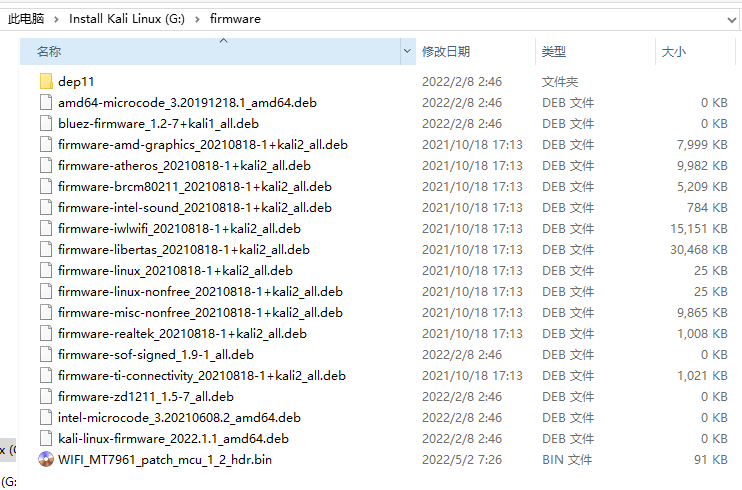 此电脑 > Install Kali Linux (G:) > firmware
名称 修改日期 类型 大小
dep11 2022/2/8 2:46 文件夹
amd64-microcode_3.20191218.1_amd64.deb 2022/2/8 2:46 DEB 文件 0 KB
bluez-firmware_1.2-7+kali1_all.deb 2022/2/8 2:46 DEB 文件 0 KB
firmware-amd-graphics_20210818-1+kali2_all.deb 2021/10/18 17:13 DEB 文件 7,999 KB
firmware-atheros_20210818-1+kali2_all.deb 2021/10/18 17:13 DEB 文件 9,982 KB
firmware-brcm80211_20210818-1+kali2_all.deb 2021/10/18 17:13 DEB 文件 5,209 KB
firmware-intel-sound_20210818-1+kali2_all.deb 2021/10/18 17:13 DEB 文件 784 KB
firmware-iwlwifi_20210818-1+kali2_all.deb 2021/10/18 17:13 DEB 文件 15,151 KB
firmware-libertas_20210818-1+kali2_all.deb 2021/10/18 17:13 DEB 文件 30,468 KB
firmware-linux_20210818-1+kali2_all.deb 2021/10/18 17:13 DEB 文件 25 KB
firmware-linux-nonfree_20210818-1+kali2_all.deb 2021/10/18 17:13 DEB 文件 25 KB
firmware-misc-nonfree_20210818-1+kali2_all.deb 2021/10/18 17:13 DEB 文件 9,865 KB
firmware-realtek_20210818-1+kali2_all.deb 2021/10/18 17:13 DEB 文件 1,008 KB
firmware-sof-signed_1.9-1_all.deb 2022/2/8 2:46 DEB 文件 0 KB
firmware-ti-connectivity_20210818-1+kali2_all.deb 2021/10/18 17:13 DEB 文件 1,021 KB
firmware-zd1211_1.5-7_all.deb 2022/2/8 2:46 DEB 文件 0 KB
intel-microcode_3.20210608.2_amd64.deb 2022/2/8 2:46 DEB 文件 0 KB
kali-linux-firmware_2022.1.1_amd64.deb 2022/2/8 2:46 DEB 文件 0 KB
WIFI_MT7961_patch_mcu_1_2_hdr.bin 2022/5/2 7:26 BIN 文件 91 KB
(G: